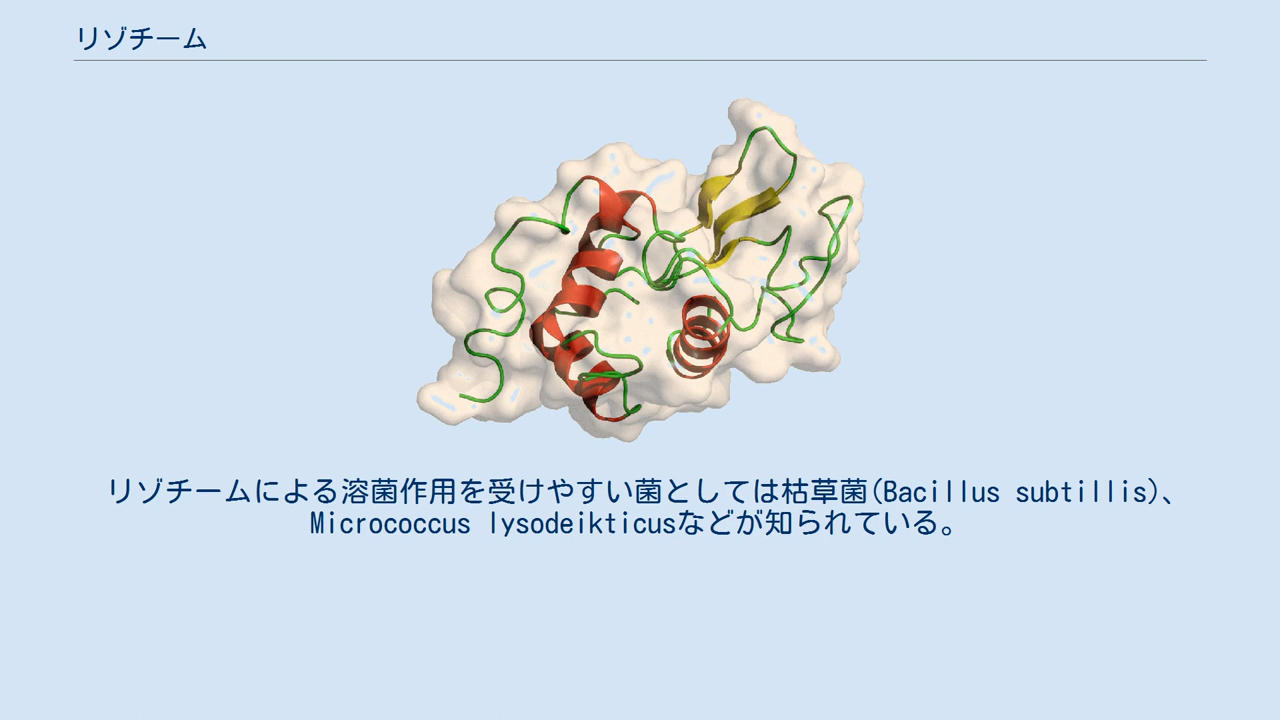 リゾチーム
リゾチームによる溶菌作用を受けやすい菌としては枯草菌(Bacillus subtillis)、
Micrococcus lysodeikticusなどが知られている。